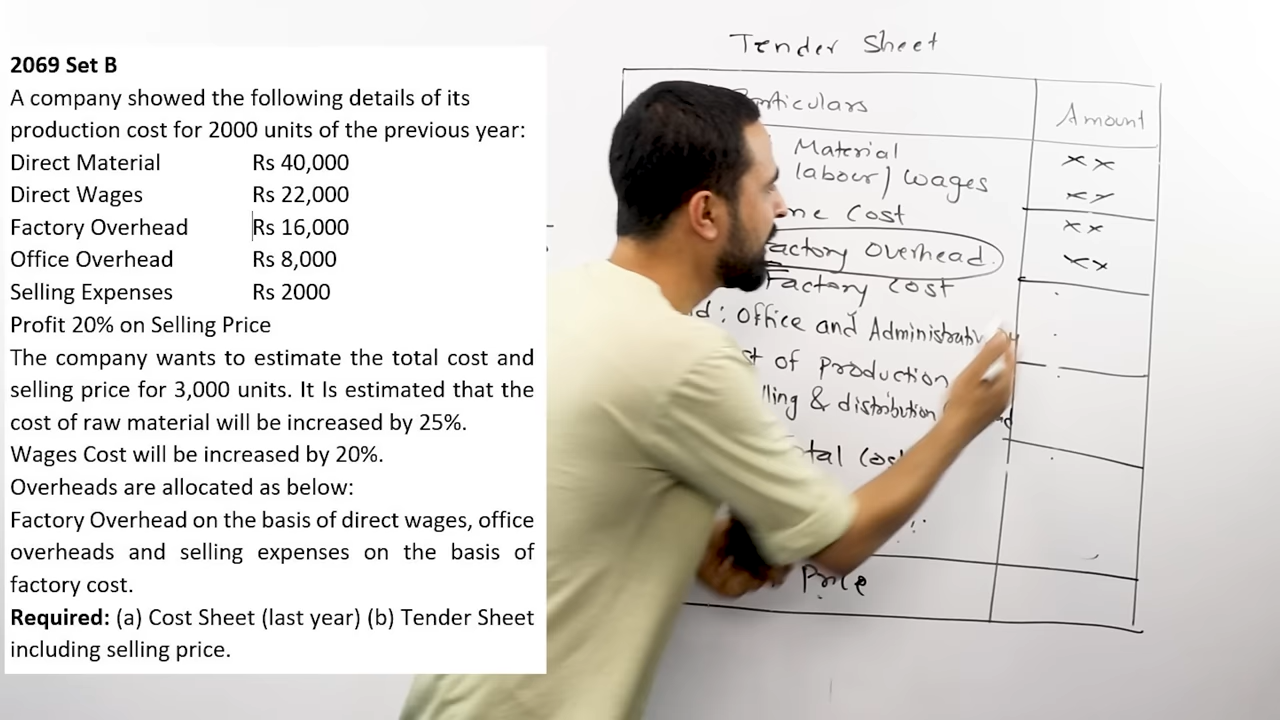 2069 Set B
A company showed the following details of its
production cost for 2000 units of the previous year:
Direct Material Rs 40,000
Direct Wages Rs 22,000
Factory Overhead Rs 16,000
Office Overhead Rs 8,000
Selling Expenses Rs 2000
Profit 20% on Selling Price
The company wants to estimate the total cost and
selling price for 3,000 units. It Is estimated that the
cost of raw material will be increased by 25%.
Wages Cost will be increased by 20%.
Overheads are allocated as below:
Factory Overhead on the basis of direct wages, office
overheads and selling expenses on the basis of
factory cost.
Required: (a) Cost Sheet (last year) (b) Tender Sheet
including selling price.
Tender Sheet
Amount
Material xx
labour/wages xx
Cost xx
Factory Overhead xx
Factory Cost
Office and
of production
& distribution
Price